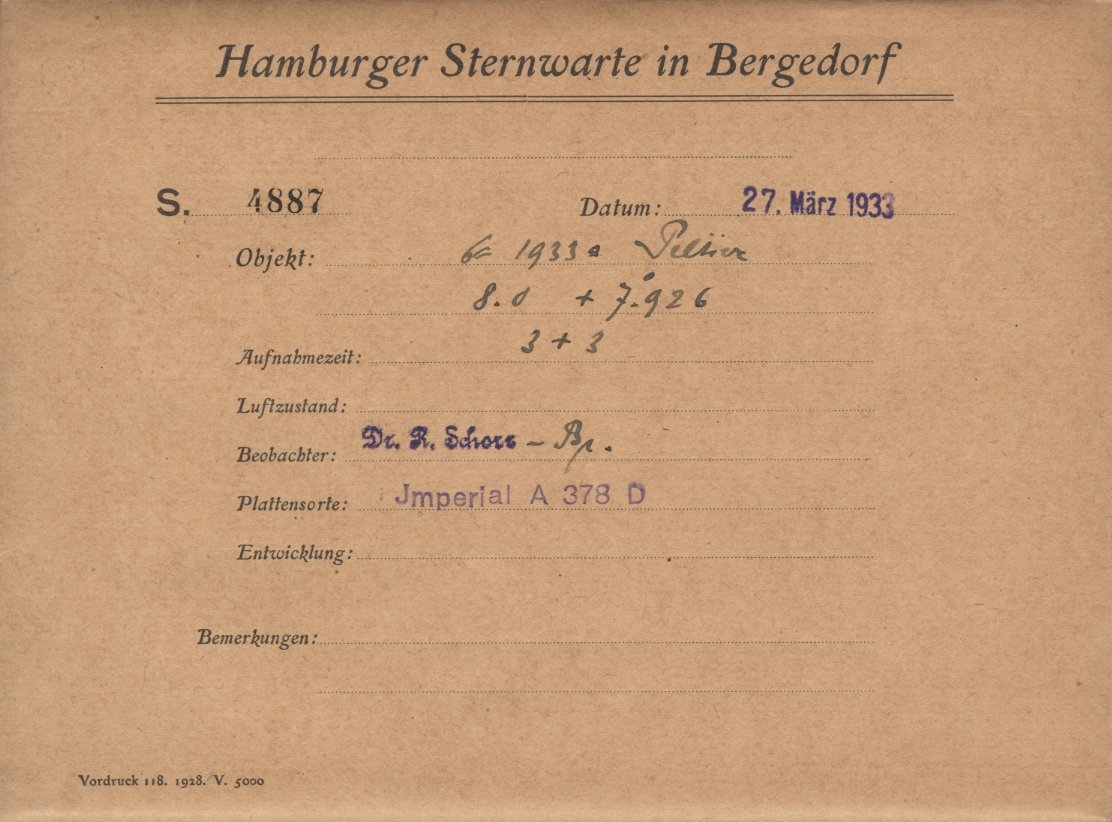 Hamburger Sternwarte in Bergedorf
S. 4887 Datum: 27. März 1933
Objekt: 1933a Peltier
8.0 + 7.926
3 + 3
Aufnahmezeit:
Luftzustand:
Beobachter: Dr. R. Schorr – Br.
Plattensorte: Jmperial A 378 D
Entwicklung:
Bemerkungen:
Vordruck 118. 1928. V. 5000